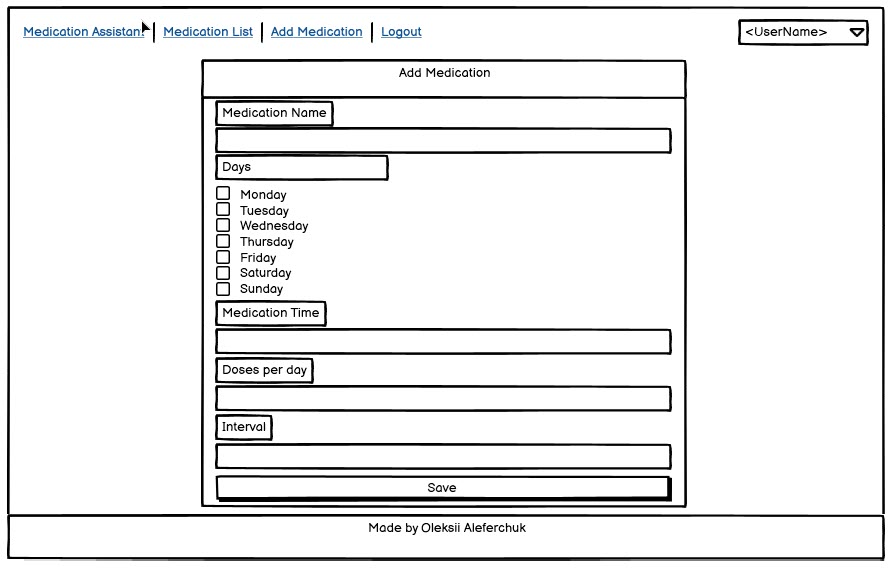 Medication Assistant | Medication List | Add Medication | Logout <UserName>
Add Medication
Medication Name
Days
Monday
Tuesday
Wednesday
Thursday
Friday
Saturday
Sunday
Medication Time
Doses per day
Interval
Save
Made by Oleksii Aleferchuk